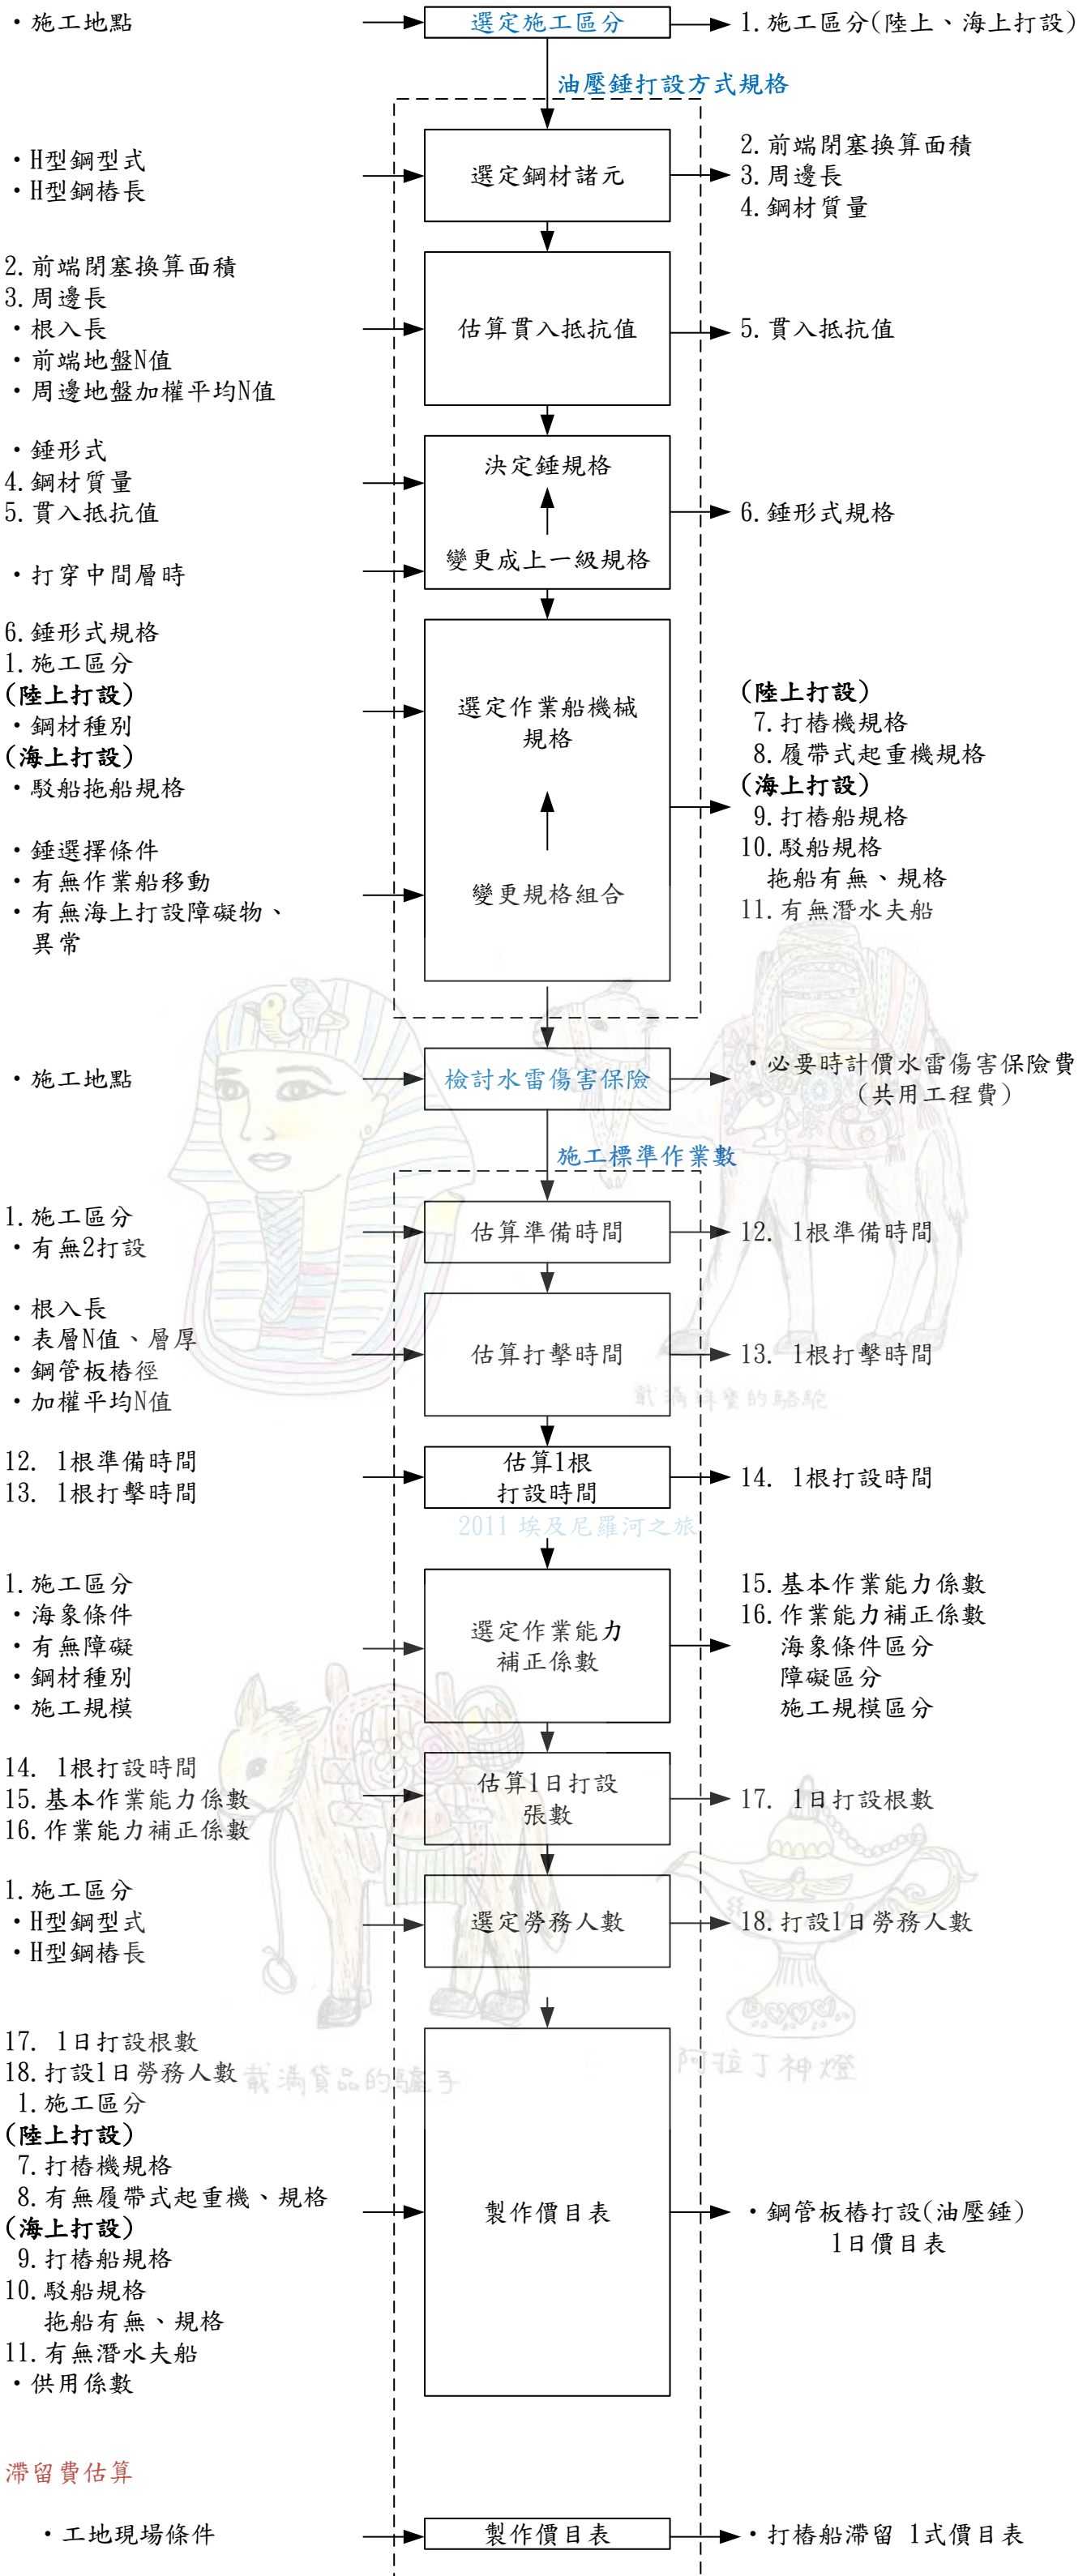 ・施工地點
選定施工區分
1.施工區分(陸上、海上打設)
油壓錘打設方式規格
・H型鋼型式
・H型鋼樁長
選定鋼材諸元
2.前端閉塞換算面積
3.周邊長
4.鋼材質量
2.前端閉塞換算面積
3.周邊長
・根入長
・前端地盤N值
・周邊地盤加權平均N值
估算貫入抵抗值
5.貫入抵抗值
・錘形式
4.鋼材質量
5.貫入抵抗值
・打穿中間層時
決定錘規格
變更成上一級規格
6.錘形式規格
6.錘形式規格
1.施工區分
(陸上打設)
・鋼材種別
(海上打設)
・駁船拖船規格
・錘選擇條件
・有無作業船移動
・有無海上打設障礙物、
異常
選定作業船機械
規格
變更規格組合
(陸上打設)
7.打樁機規格
8.履帶式起重機規格
(海上打設)
9.打樁船規格
10.駁船規格
拖船有無、規格
11.有無潛水夫船
・施工地點
檢討水雷傷害保險
・必要時計價水雷傷害保險費
(共用工程費)
施工標準作業數
1.施工區分
・有無2打設
估算準備時間
12. 1根準備時間
・根入長
・表層N值、層厚
・鋼管板樁徑
・加權平均N值
估算打擊時間
13. 1根打擊時間
戴滿珠寶的駱駝
12. 1根準備時間
13. 1根打擊時間
估算1根
打設時間
14. 1根打設時間
2011 埃及尼羅河之旅
1.施工區分
・海象條件
・有無障礙
・鋼材種別
・施工規模
選定作業能力
補正係數
15.基本作業能力係數
16.作業能力補正係數
海象條件區分
障礙區分
施工規模區分
14. 1根打設時間
15.基本作業能力係數
16.作業能力補正係數
估算1日打設
張數
17. 1日打設根數
1.施工區分
・H型鋼型式
・H型鋼樁長
選定勞務人數
18.打設1日勞務人數
載滿貨品的驢子
阿拉丁神燈
17. 1日打設根數
18.打設1日勞務人數
1.施工區分
(陸上打設)
7.打樁機規格
8.有無履帶式起重機、規格
(海上打設)
9.打樁船規格
10.駁船規格
拖船有無、規格
11.有無潛水夫船
・供用係數
製作價目表
・鋼管板樁打設(油壓錘)
1日價目表
滯留費估算
・工地現場條件
製作價目表
・打樁船滯留 1式價目表